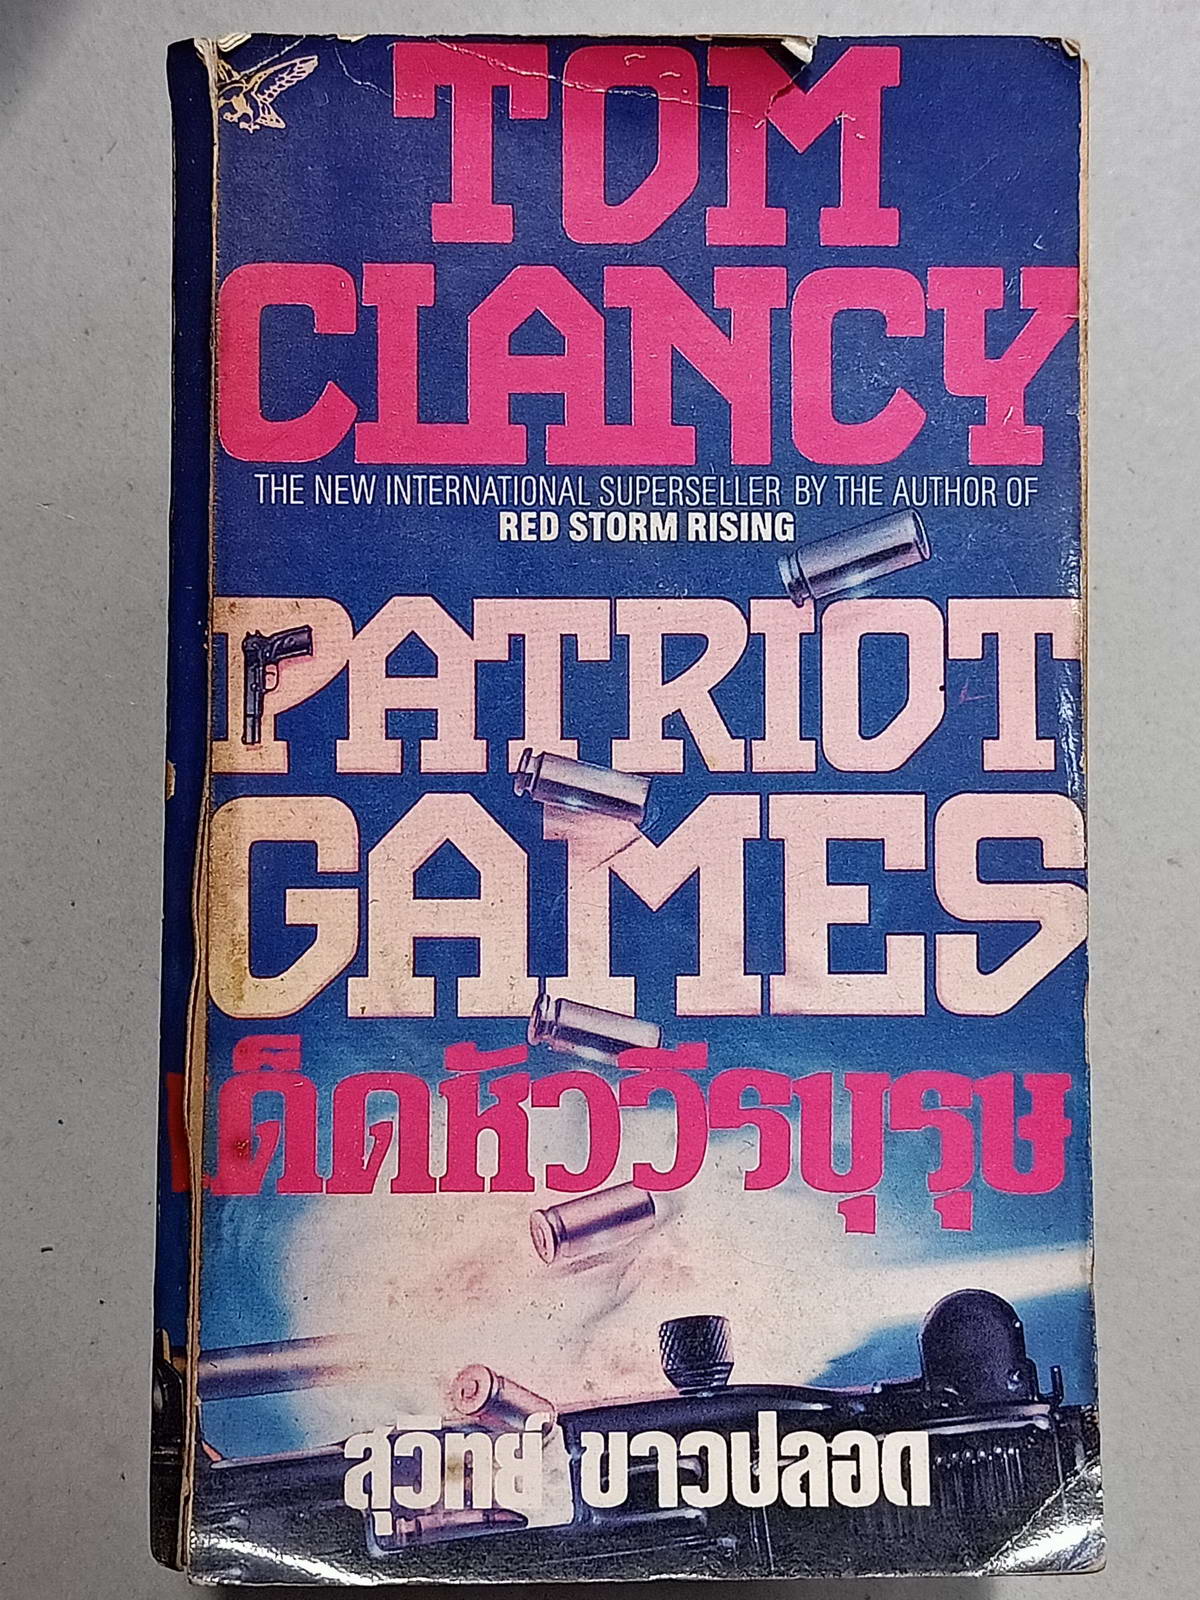 TOM
CLANCY
THE NEW INTERNATIONAL SUPERSELLER BY THE AUTHOR OF
RED STORM RISING
PATRIOT
GAMES
เด็ดหัววีรบุรุษ
สุวิทย์ ขาวปลอด